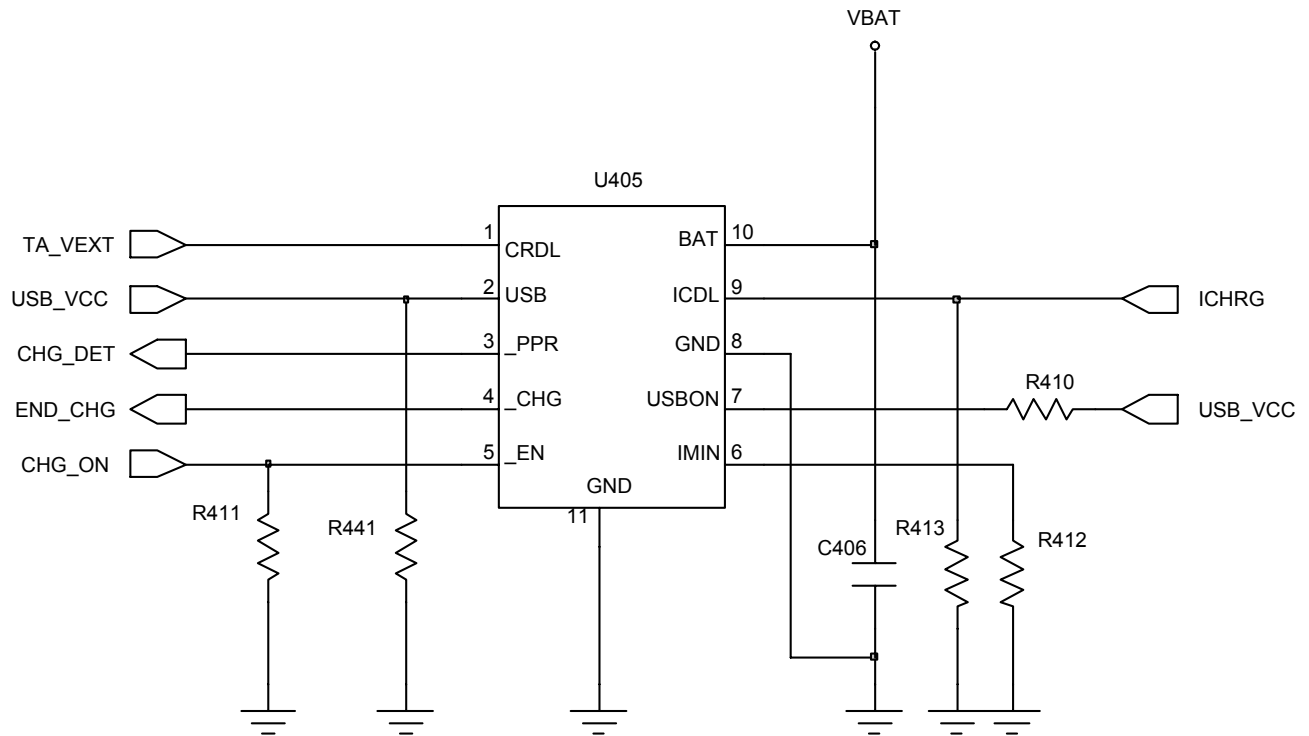 VBAT
U405
TA_VEXT
1
CRDL
BAT
10
USB_VCC
2
USB
ICDL
9
ICHRG
CHG_DET
3
_PPR
GND
8
END_CHG
4
_CHG
USBON
7
R410
USB_VCC
CHG_ON
5
_EN
IMIN
6
GND
11
R411
R441
C406
R413
R412